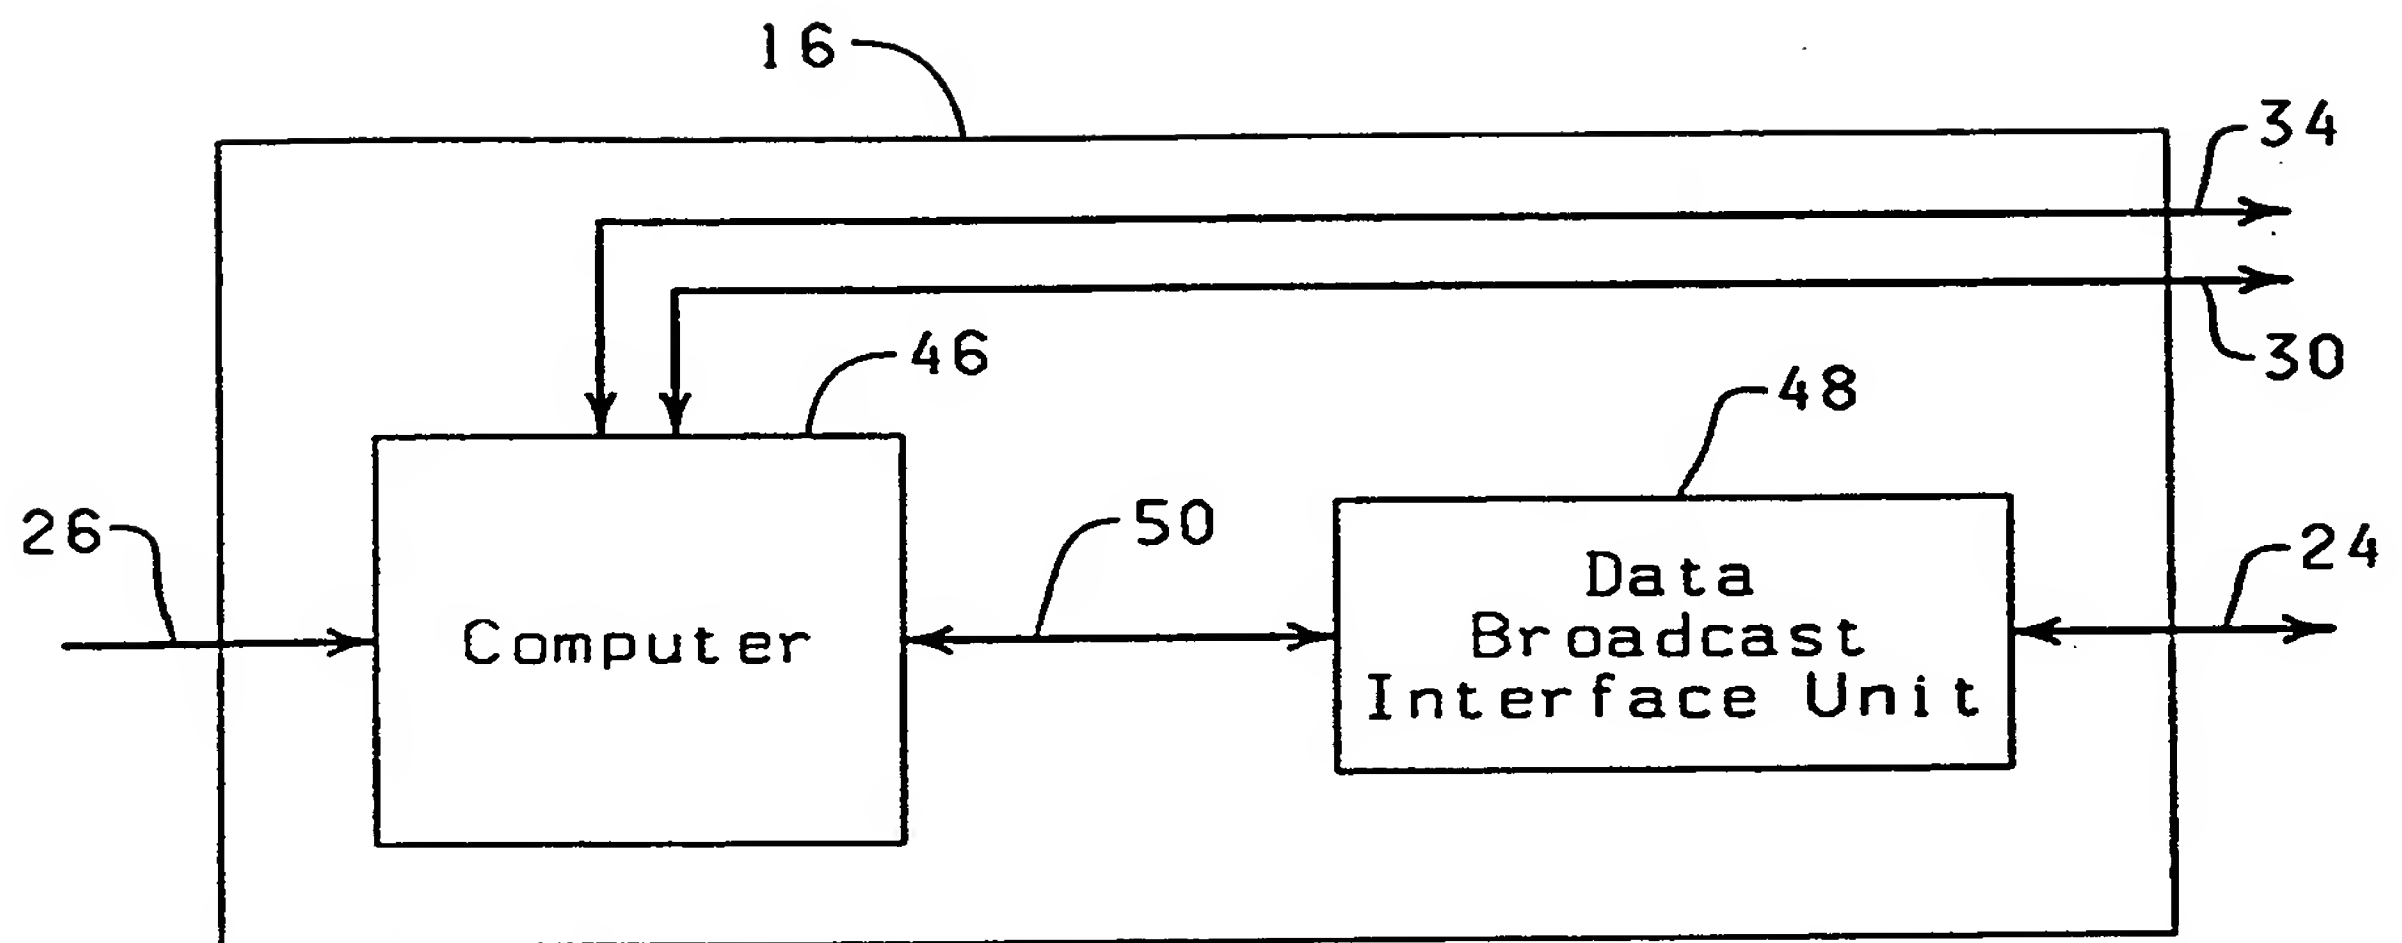 16
34
30
46
48
26
50
24
Computer
Data
Broadcast
Interface Unit